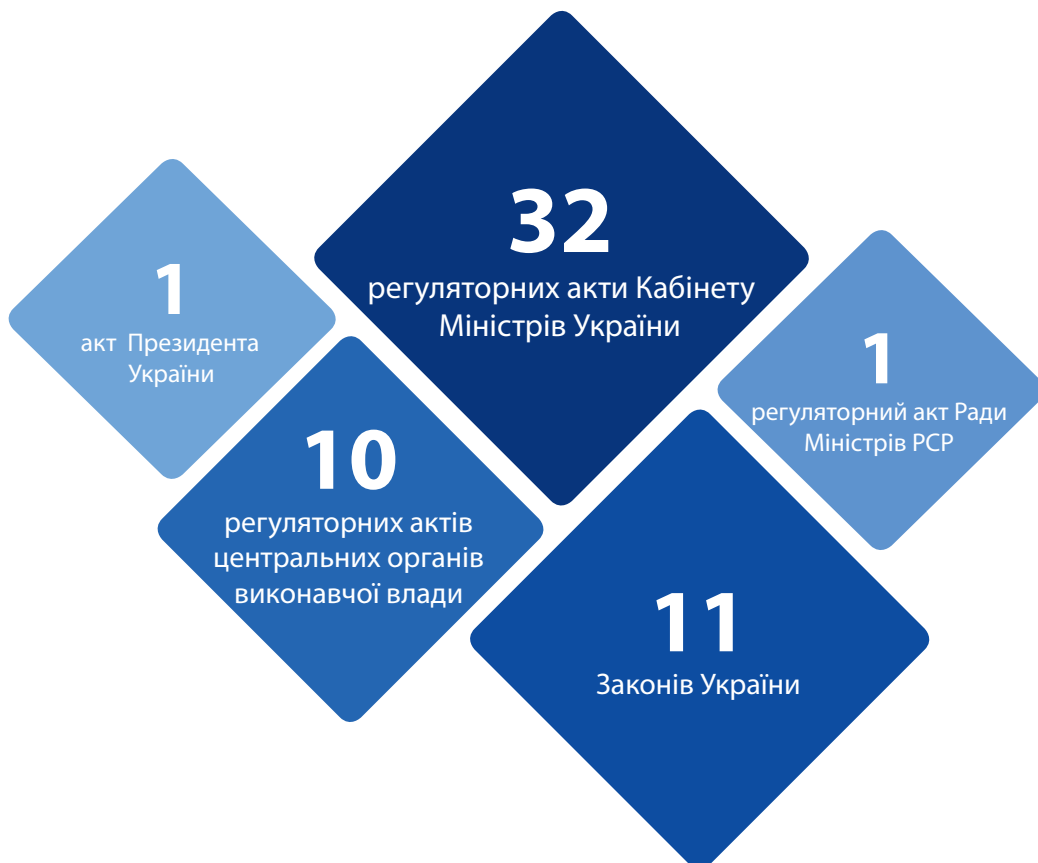 32
регуляторних акти Кабінету
Міністрів України
1
акт Президента
України
1
регуляторний акт Ради
Міністрів РСР
10
регуляторних актів
центральних органів
виконавчої влади
11
Законів України